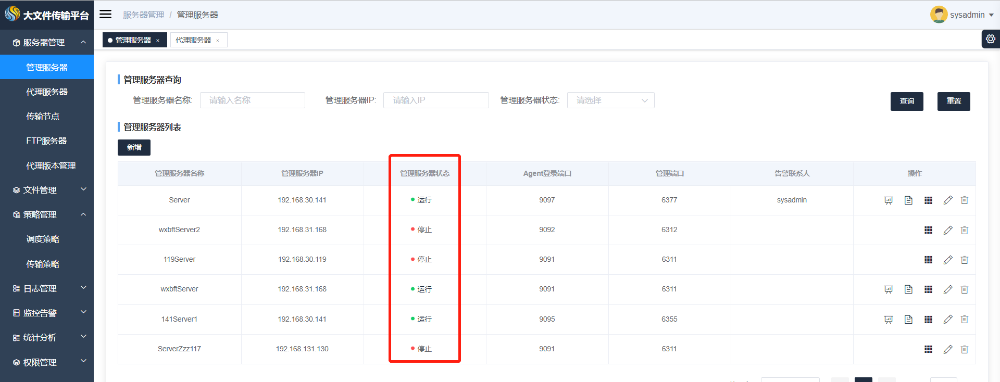 大文件传输平台
服务器管理 / 管理服务器
sysadmin
管理服务器 ×
代理服务器 ×
服务器管理
管理服务器
代理服务器
传输节点
FTP服务器
代理版本管理
文件管理
策略管理
调度策略
传输策略
日志管理
监控告警
统计分析
权限管理
管理服务器查询
管理服务器名称: 请输入名称 管理服务器IP: 请输入IP 管理服务器状态: 请选择 查询 重置
管理服务器列表
新增
管理服务器名称 管理服务器IP 管理服务器状态 Agent登录端口 管理端口 告警联系人 操作
Server 192.168.30.141 运行 9097 6377 sysadmin
wxbftServer2 192.168.31.168 停止 9092 6312
119Server 192.168.30.119 停止 9091 6311
wxbftServer 192.168.31.168 运行 9091 6311
141Server1 192.168.30.141 运行 9095 6355
ServerZzz117 192.168.131.130 停止 9091 6311